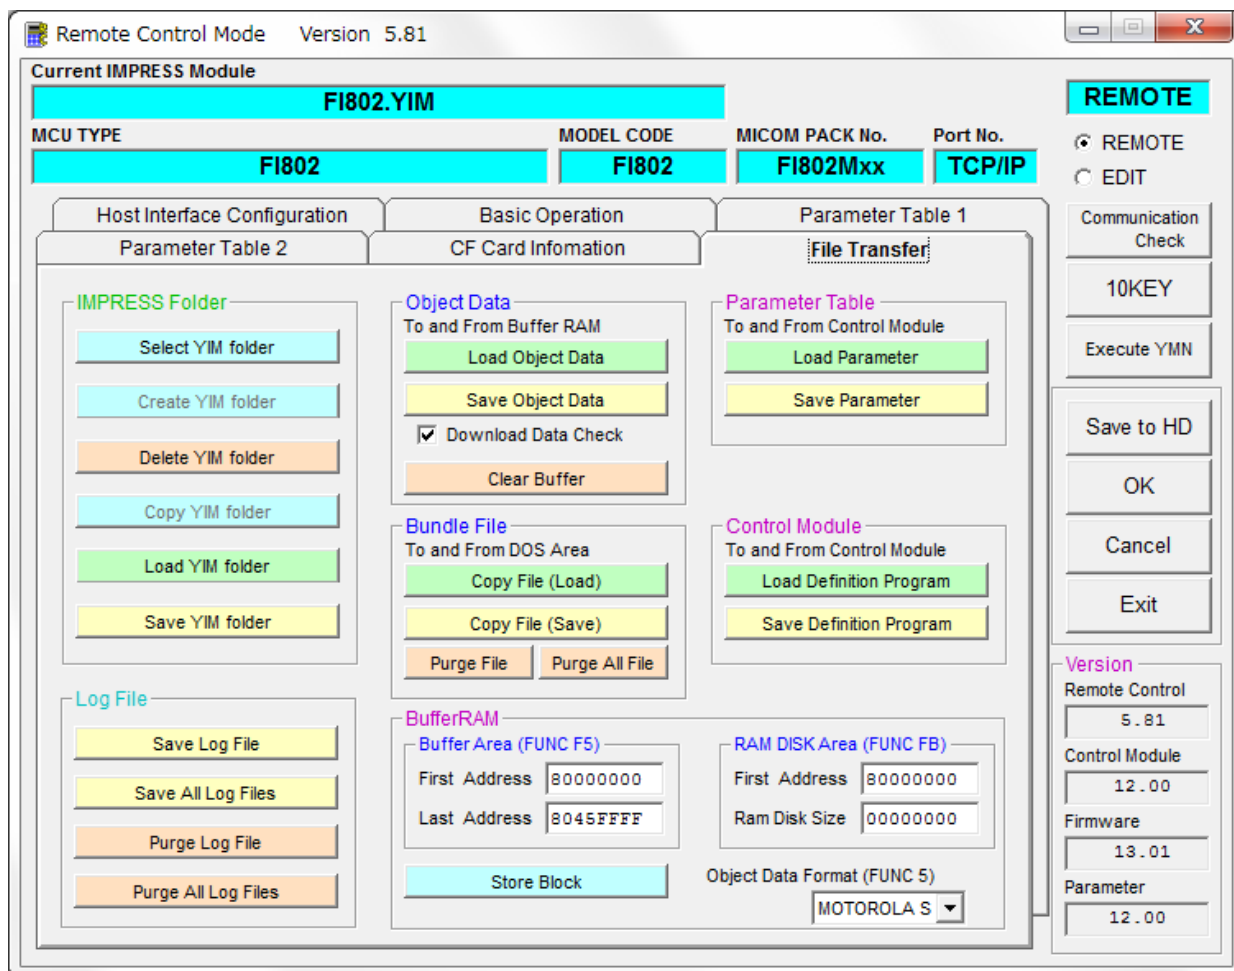 Remote Control Mode Version 5.81
Current IMPRESS Module
FI802.YIM
REMOTE
MCU TYPE MODEL CODE MICOM PACK No. Port No.
FI802 FI802 FI802Mxx TCP/IP
REMOTE
EDIT
Host Interface Configuration Basic Operation Parameter Table 1
Parameter Table 2 CF Card Infomation File Transfer
IMPRESS Folder
Select YIM folder
Create YIM folder
Delete YIM folder
Copy YIM folder
Load YIM folder
Save YIM folder
Log File
Save Log File
Save All Log Files
Purge Log File
Purge All Log Files
Object Data
To and From Buffer RAM
Load Object Data
Save Object Data
Download Data Check
Clear Buffer
Bundle File
To and From DOS Area
Copy File (Load)
Copy File (Save)
Purge File Purge All File
Parameter Table
To and From Control Module
Load Parameter
Save Parameter
Control Module
To and From Control Module
Load Definition Program
Save Definition Program
BufferRAM
Buffer Area (FUNC F5)
First Address 80000000
Last Address 8045FFFF
RAM DISK Area (FUNC FB)
First Address 80000000
Ram Disk Size 00000000
Store Block
Object Data Format (FUNC 5)
MOTOROLA S
Communication
Check
10KEY
Execute YMN
Save to HD
OK
Cancel
Exit
Version
Remote Control
5.81
Control Module
12.00
Firmware
13.01
Parameter
12.00